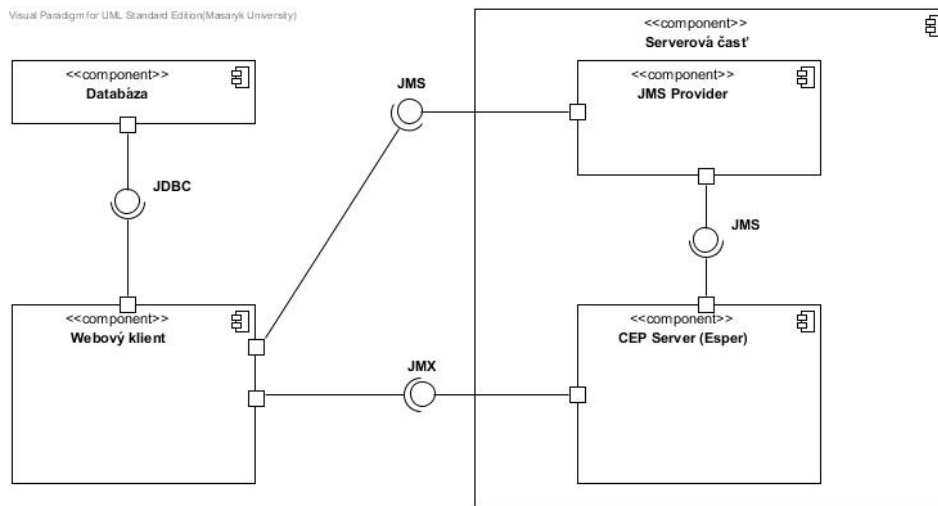 Visual Paradigm for UML Standard Edition(Masaryk University)
<<component>>
Serverová časť
<<component>>
Databáza
JMS
<<component>>
JMS Provider
JDBC
JMS
<<component>>
Webový klient
JMX
<<component>>
CEP Server (Esper)